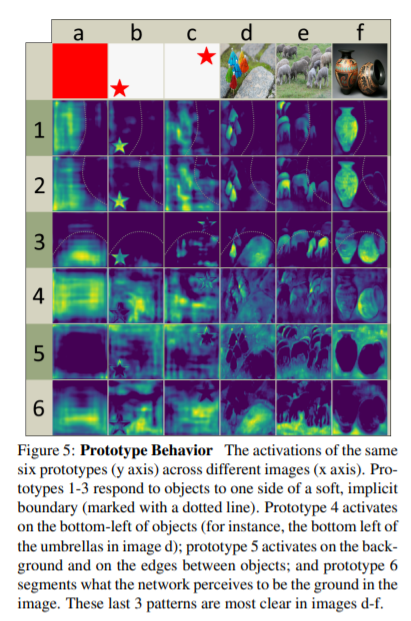 a b c d e f
1
2
3
4
5
6
Figure 5: Prototype Behavior The activations of the same
six prototypes (y axis) across different images (x axis). Pro-
totypes 1-3 respond to objects to one side of a soft, implicit
boundary (marked with a dotted line). Prototype 4 activates
on the bottom-left of objects (for instance, the bottom left of
the umbrellas in image d); prototype 5 activates on the back-
ground and on the edges between objects; and prototype 6
segments what the network perceives to be the ground in the
image. These last 3 patterns are most clear in images d-f.